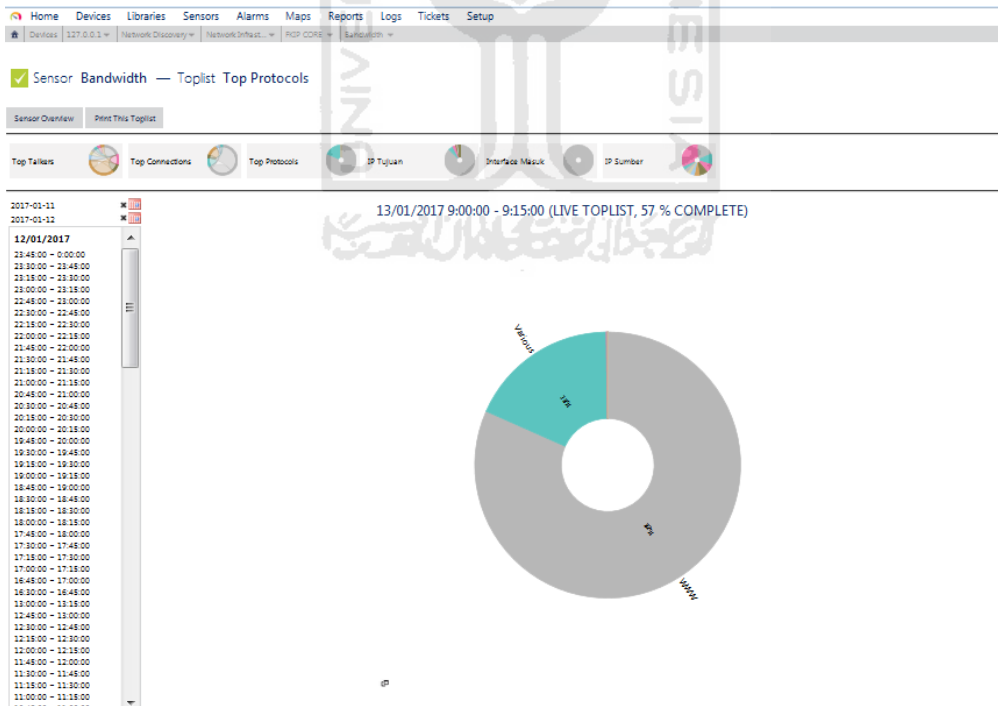 Home Devices Libraries Sensors Alarms Maps Reports Logs Tickets Setup
Devices 127.0.0.1 Network Discovery Network Infrast... CORE Bandwidth
Sensor Bandwidth — Toplist Top Protocols
Sensor Overview Print This Toplist
Top Talkers Top Connections Top Protocols IP Tujuan Interface Masuk IP Sumber
2017-01-11
2017-01-12
13/01/2017 9:00:00 - 9:15:00 (LIVE TOPLIST, 57 % COMPLETE)
12/01/2017
23:45:00 - 0:00:00
23:30:00 - 23:45:00
23:15:00 - 23:30:00
23:00:00 - 23:15:00
22:45:00 - 23:00:00
22:30:00 - 22:45:00
22:15:00 - 22:30:00
22:00:00 - 22:15:00
21:45:00 - 22:00:00
21:30:00 - 21:45:00
21:15:00 - 21:30:00
21:00:00 - 21:15:00
20:45:00 - 21:00:00
20:30:00 - 20:45:00
20:15:00 - 20:30:00
20:00:00 - 20:15:00
19:45:00 - 20:00:00
19:30:00 - 19:45:00
19:15:00 - 19:30:00
19:00:00 - 19:15:00
18:45:00 - 19:00:00
18:30:00 - 18:45:00
18:15:00 - 18:30:00
18:00:00 - 18:15:00
17:45:00 - 18:00:00
17:30:00 - 17:45:00
17:15:00 - 17:30:00
17:00:00 - 17:15:00
16:45:00 - 17:00:00
16:30:00 - 16:45:00
13:00:00 - 13:15:00
12:45:00 - 13:00:00
12:30:00 - 12:45:00
12:15:00 - 12:30:00
12:00:00 - 12:15:00
11:45:00 - 12:00:00
11:30:00 - 11:45:00
11:15:00 - 11:30:00
11:00:00 - 11:15:00
Various
WWW